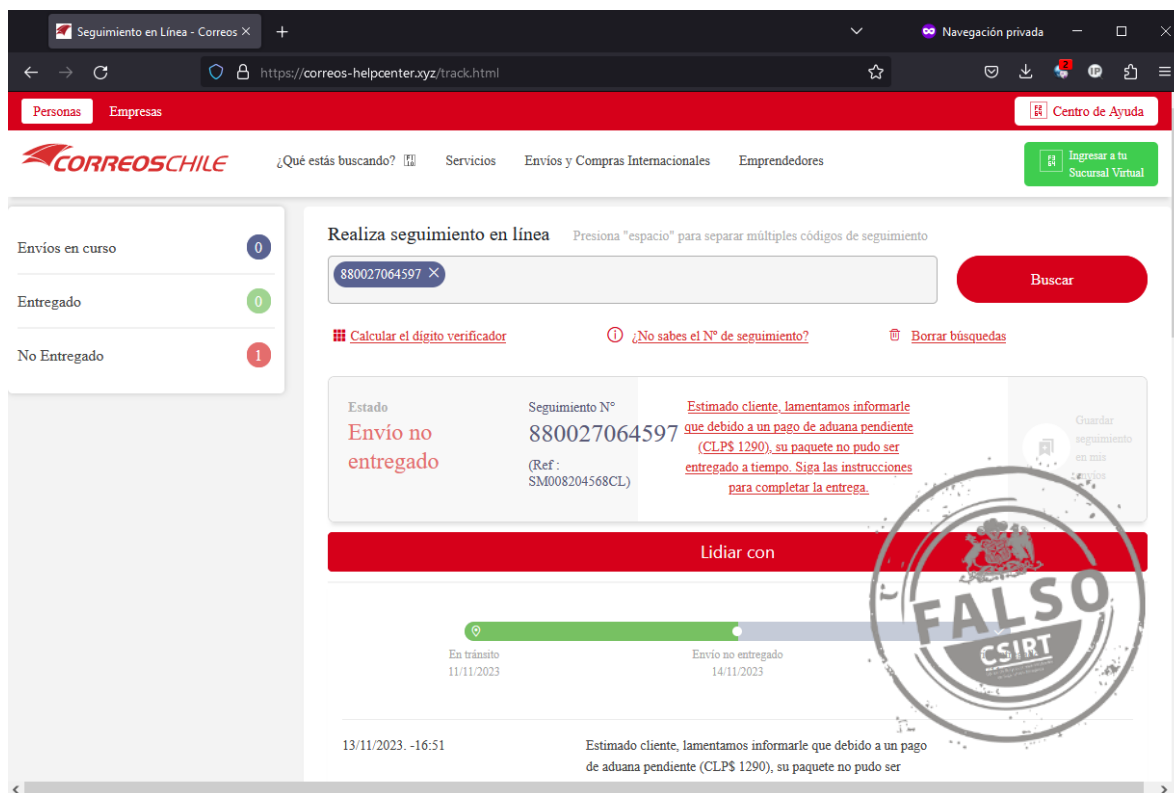 Seguimiento en Línea - Correos
Navegación privada
https://correos-helpcenter.xyz/track.html
2
Personas
Empresas
Centro de Ayuda
CORREOSCHILE
¿Qué estás buscando?
Servicios
Envíos y Compras Internacionales
Emprendedores
Ingresar a tu
Sucursal Virtual
Envíos en curso
0
Entregado
0
No Entregado
1
Realiza seguimiento en línea
Presiona "espacio" para separar múltiples códigos de seguimiento
880027064597
Buscar
Calcular el dígito verificador
¿No sabes el Nº de seguimiento?
Borrar búsquedas
Estado
Envío no
entregado
Seguimiento Nº
880027064597
(Ref :
SM008204568CL)
Estimado cliente, lamentamos informarle
que debido a un pago de aduana pendiente
(CLP$ 1290), su paquete no pudo ser
entregado a tiempo. Siga las instrucciones
para completar la entrega.
Guardar
seguimiento
en mis
envíos
Lidiar con
FALSO
CSIRT
En tránsito
11/11/2023
Envío no entregado
14/11/2023
13/11/2023. -16:51
Estimado cliente, lamentamos informarle que debido a un pago
de aduana pendiente (CLP$ 1290), su paquete no pudo ser